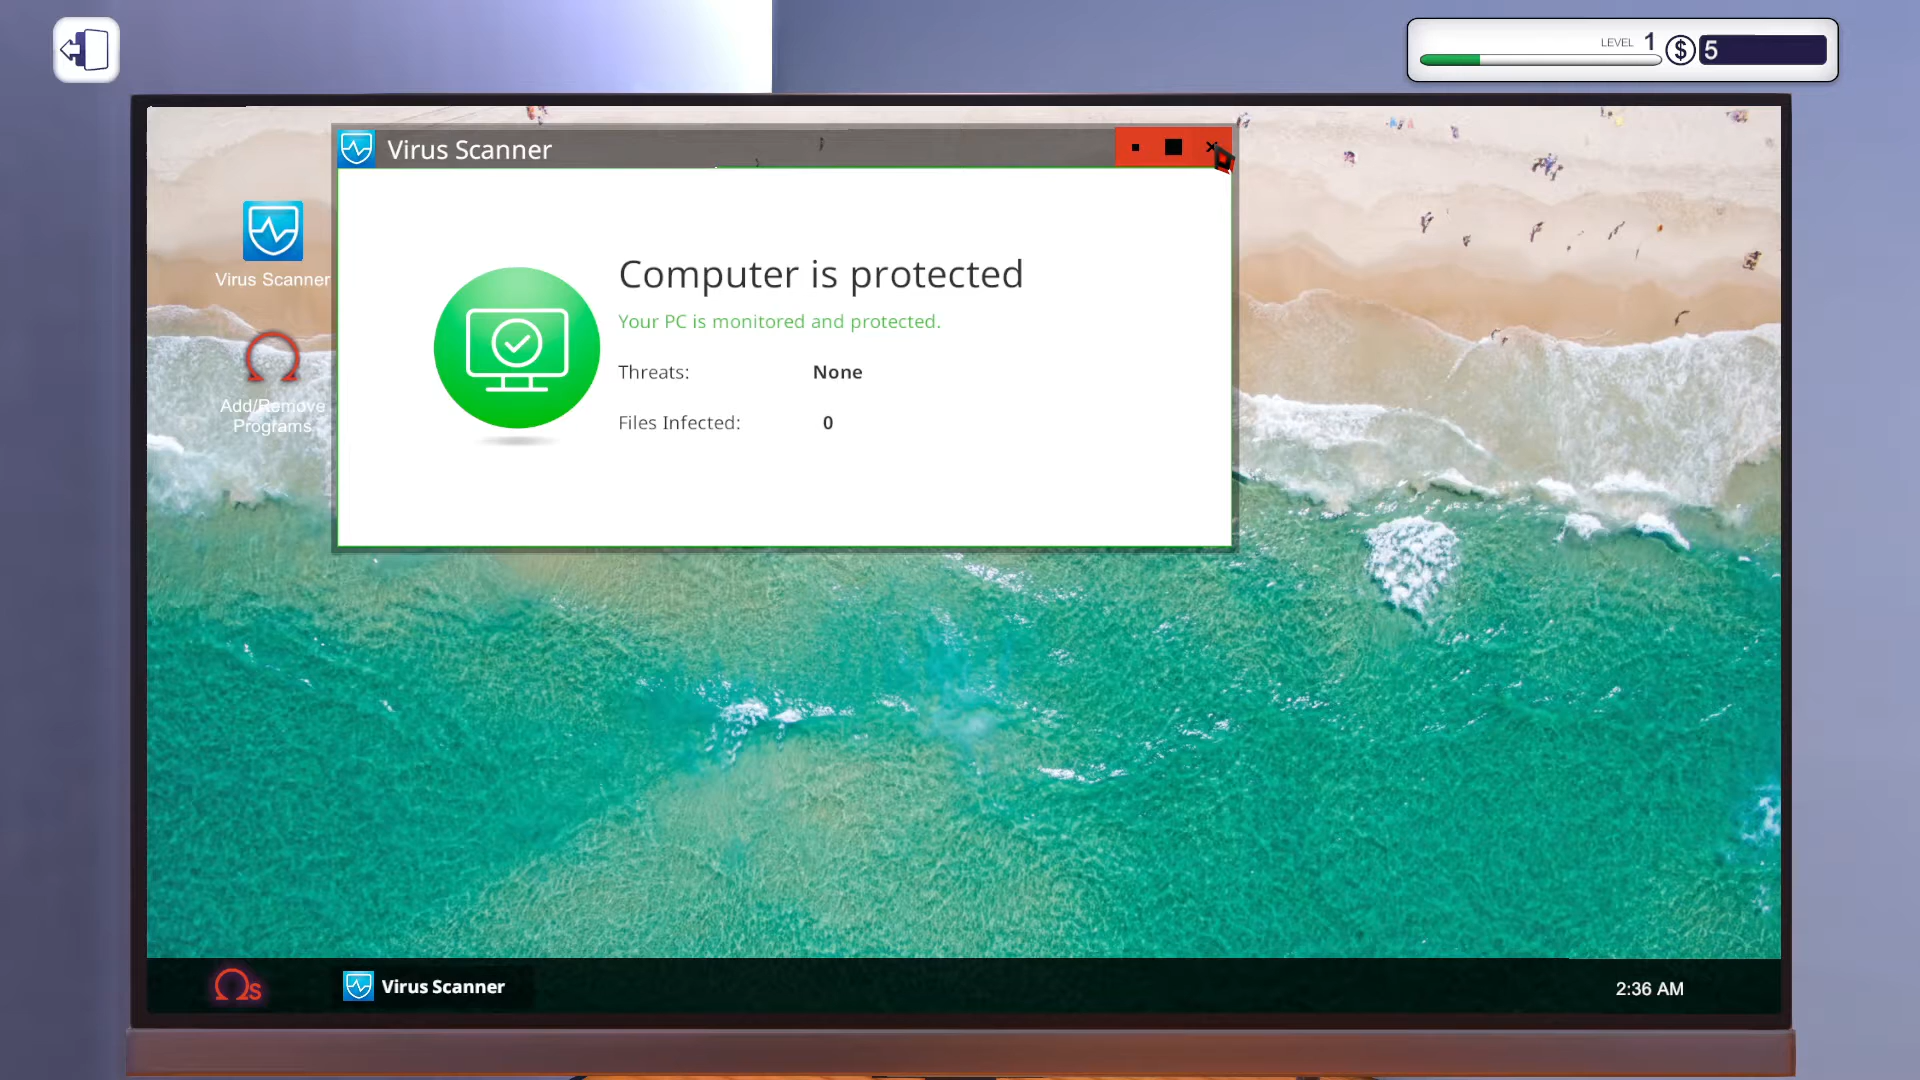 LEVEL 1 $ 5
Virus Scanner
Virus Scanner
Add/Remove
Programs
Computer is protected
Your PC is monitored and protected.
Threats: None
Files Infected: 0
Ωs
Virus Scanner
2:36 AM